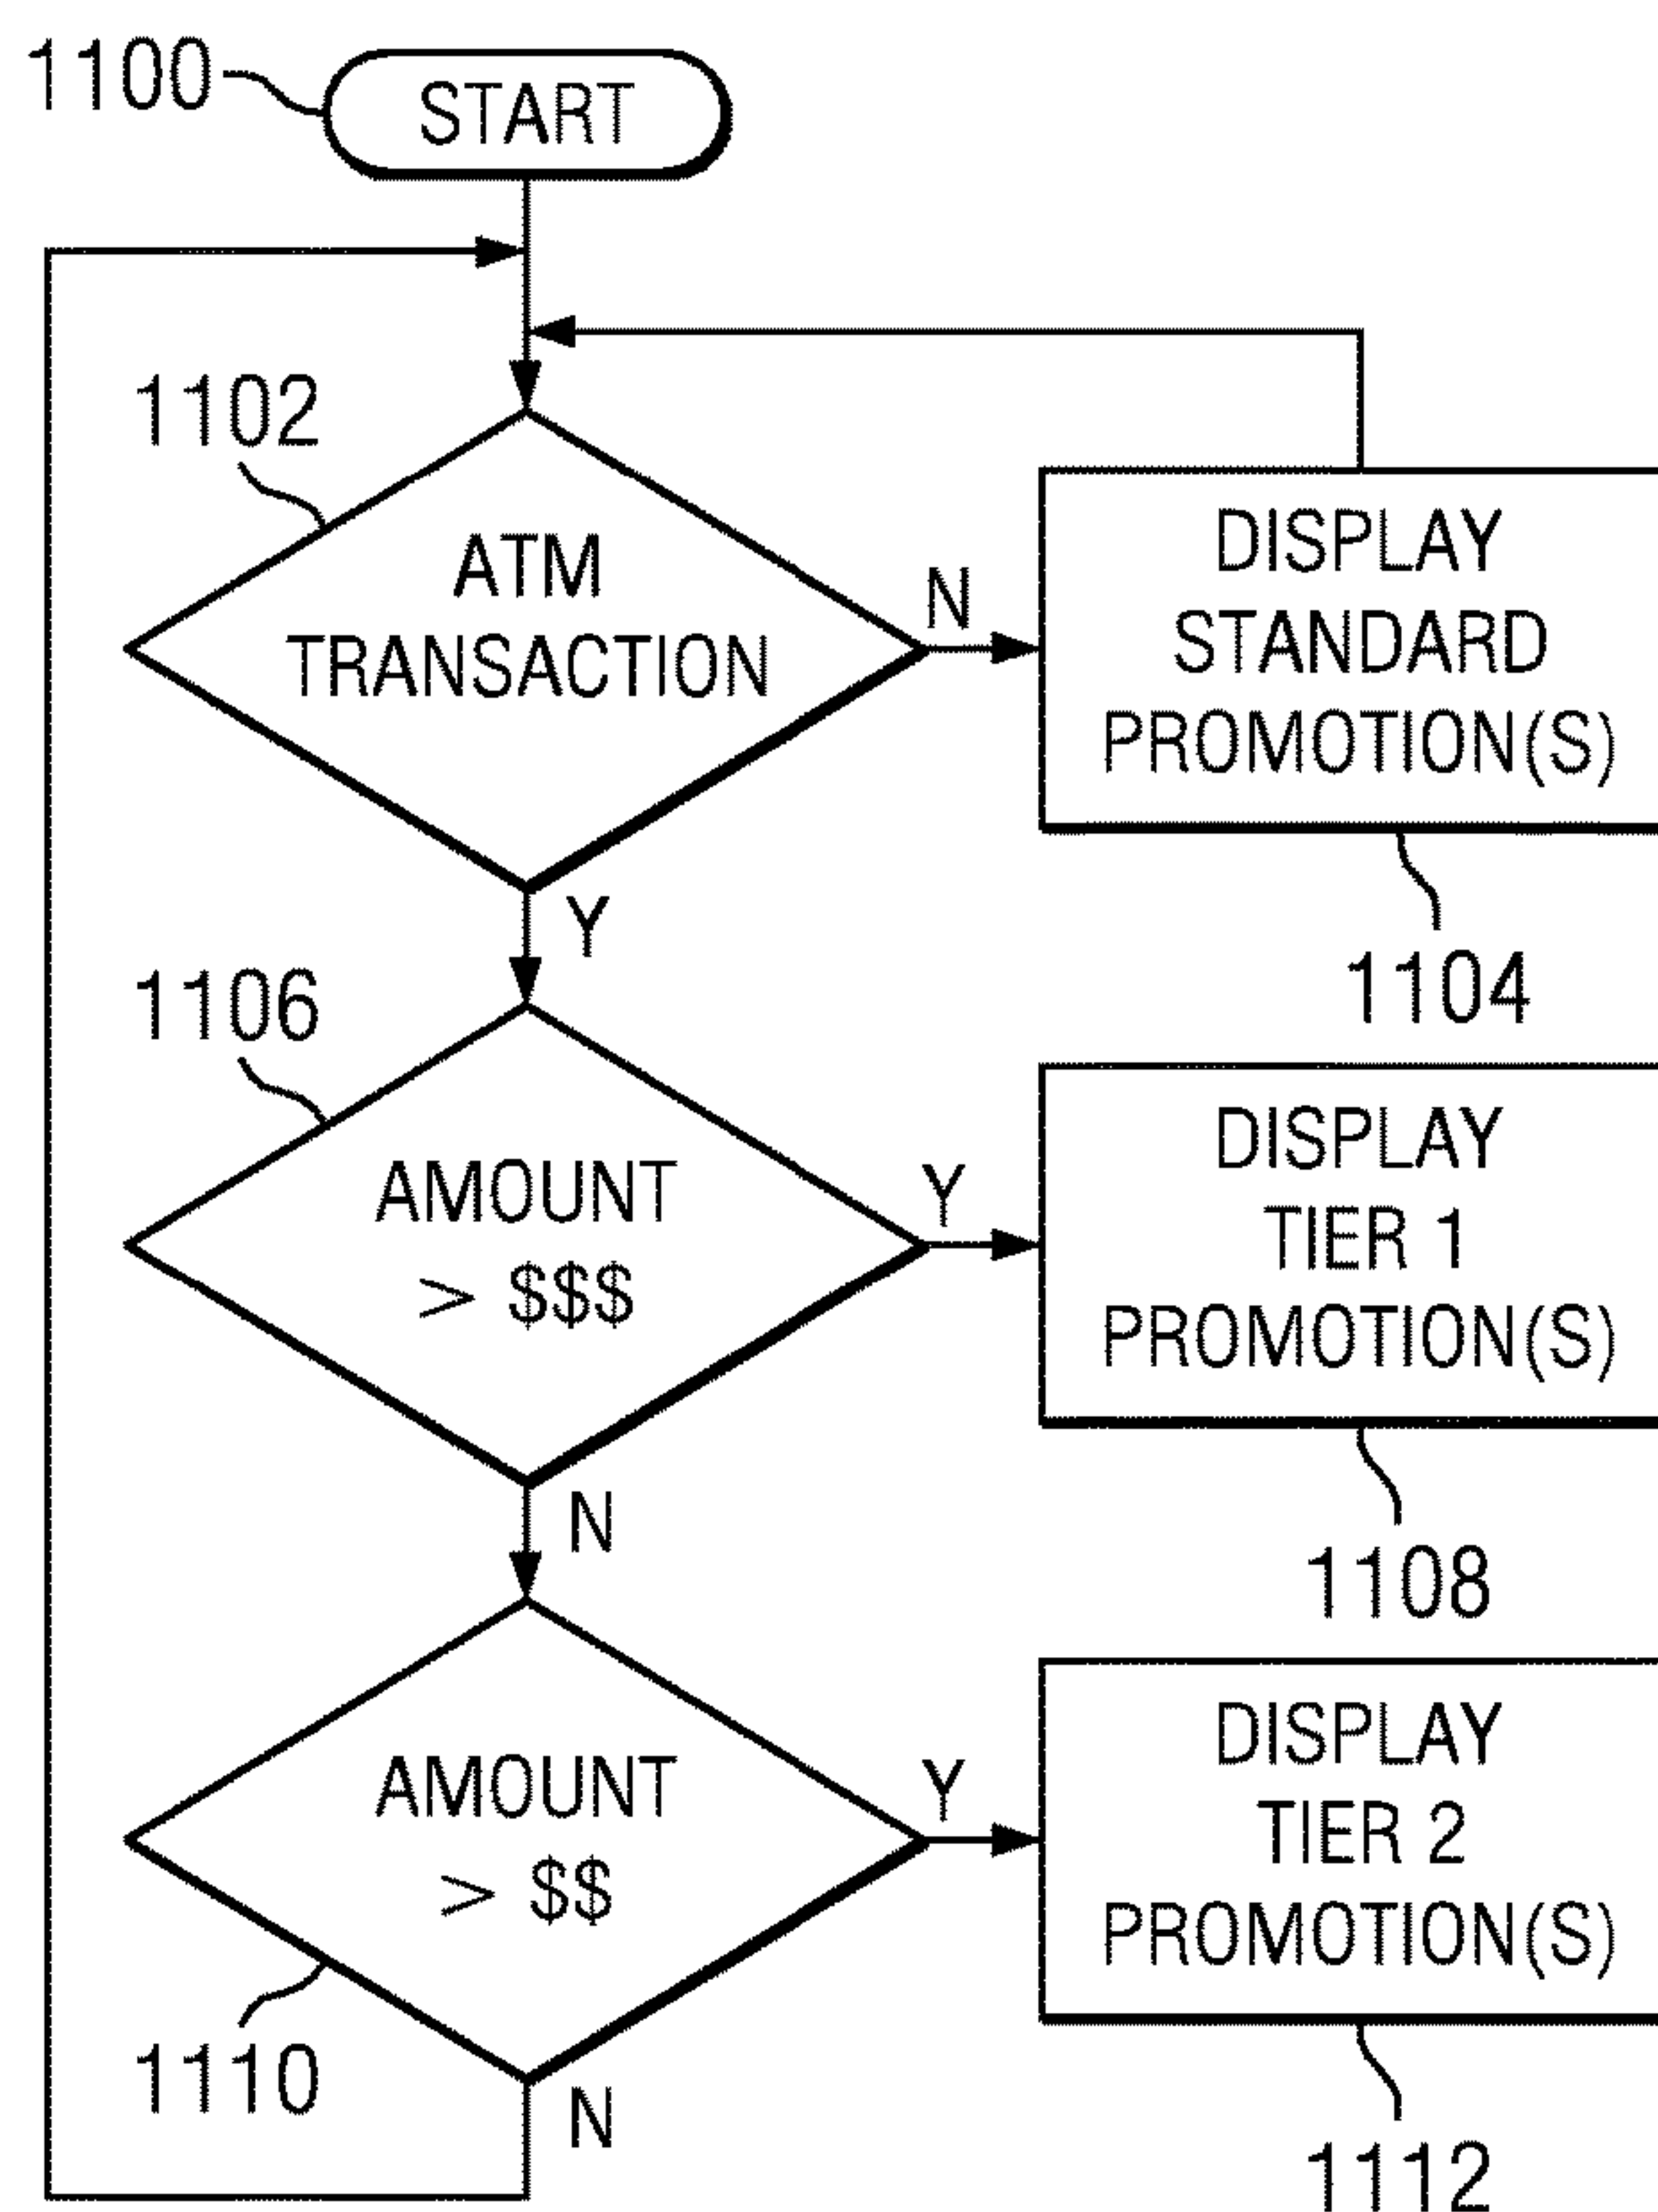 1100
START
1102
ATM
TRANSACTION
N
DISPLAY
STANDARD
PROMOTION(S)
Y
1104
1106
AMOUNT
> $$$
Y
DISPLAY
TIER 1
PROMOTION(S)
N
1108
AMOUNT
> $$
Y
DISPLAY
TIER 2
PROMOTION(S)
1110
N
1112